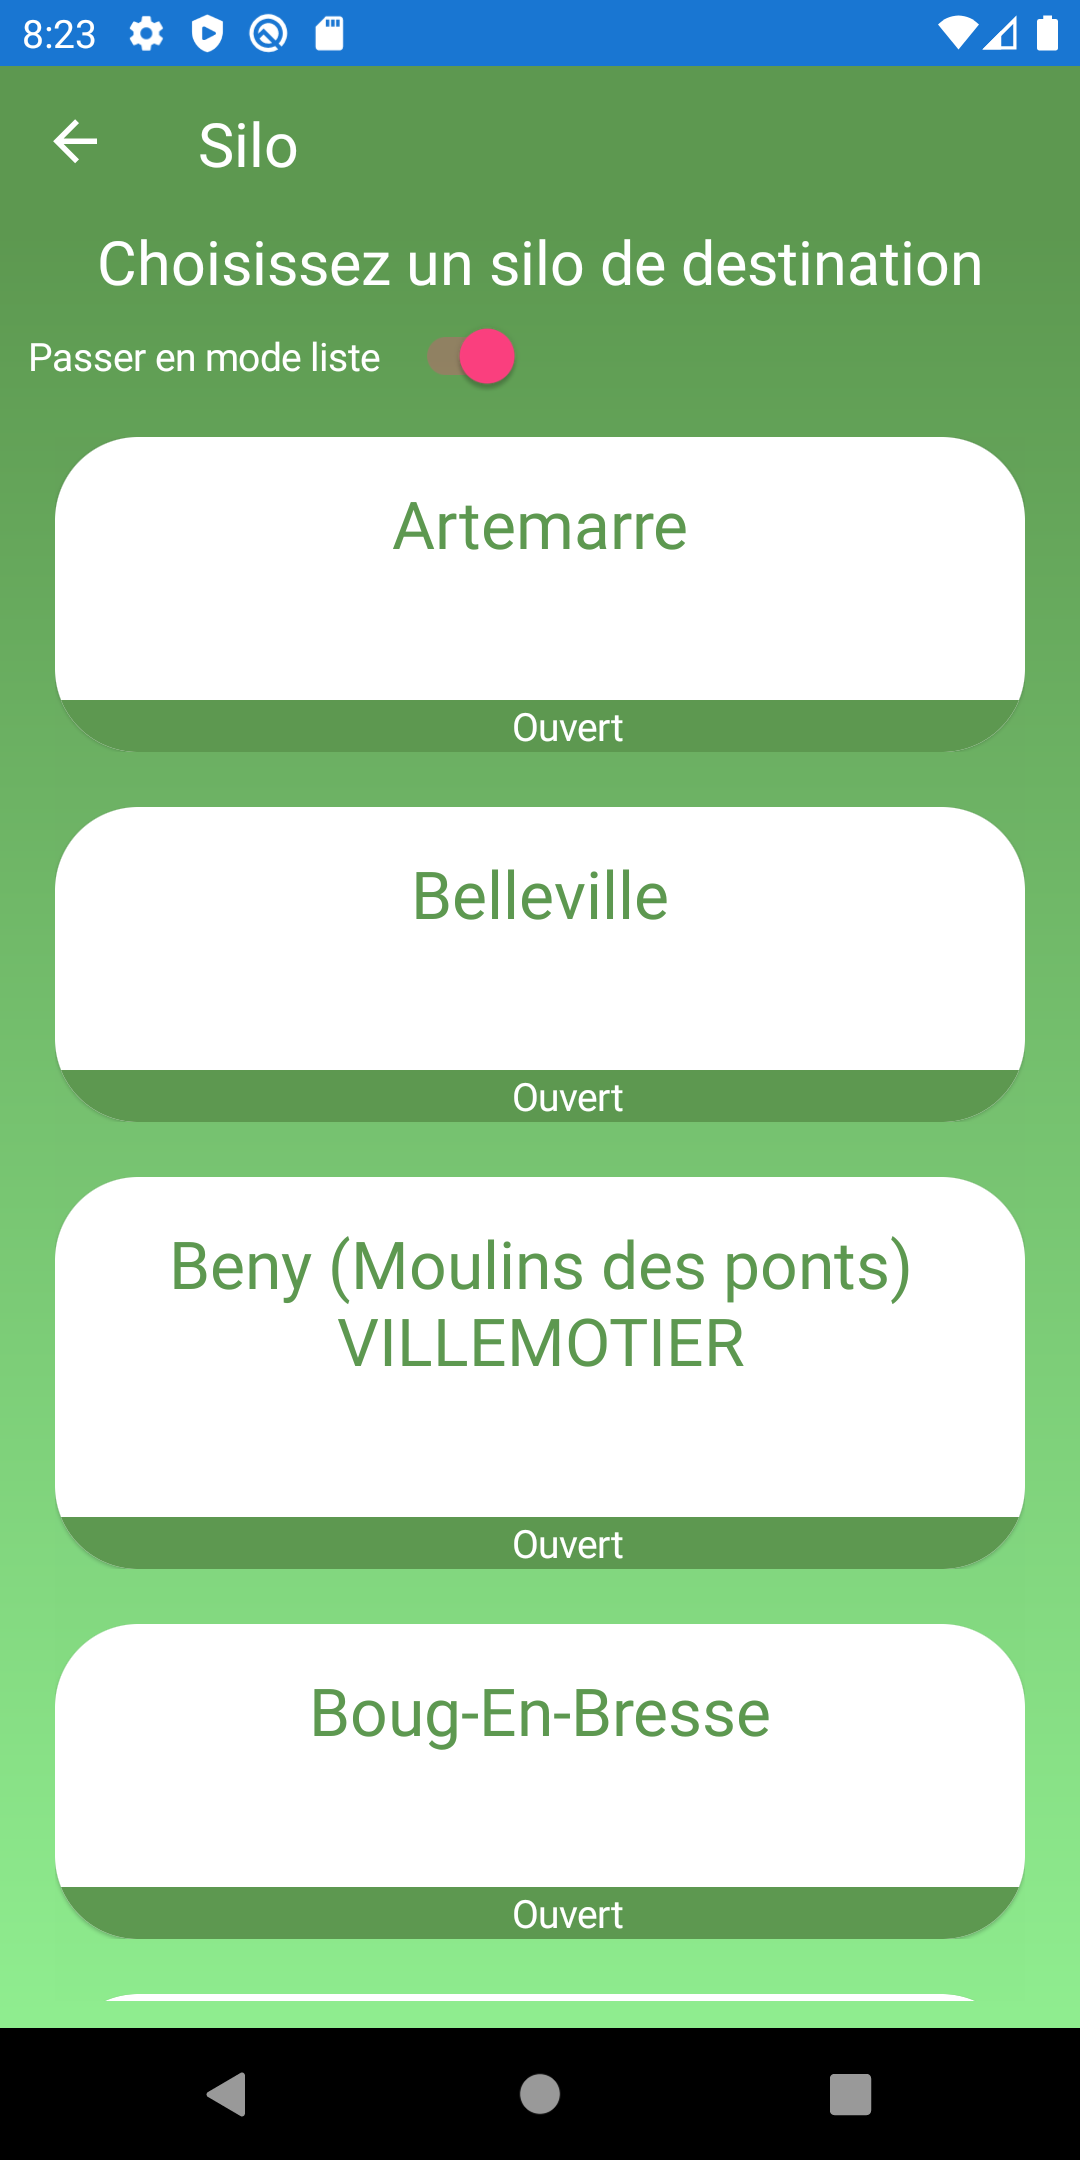 8:23
Silo
Choisissez un silo de destination
Passer en mode liste
Artemarre
Ouvert
Belleville
Ouvert
Beny (Moulins des ponts)
VILLEMOTIER
Ouvert
Boug-En-Bresse
Ouvert